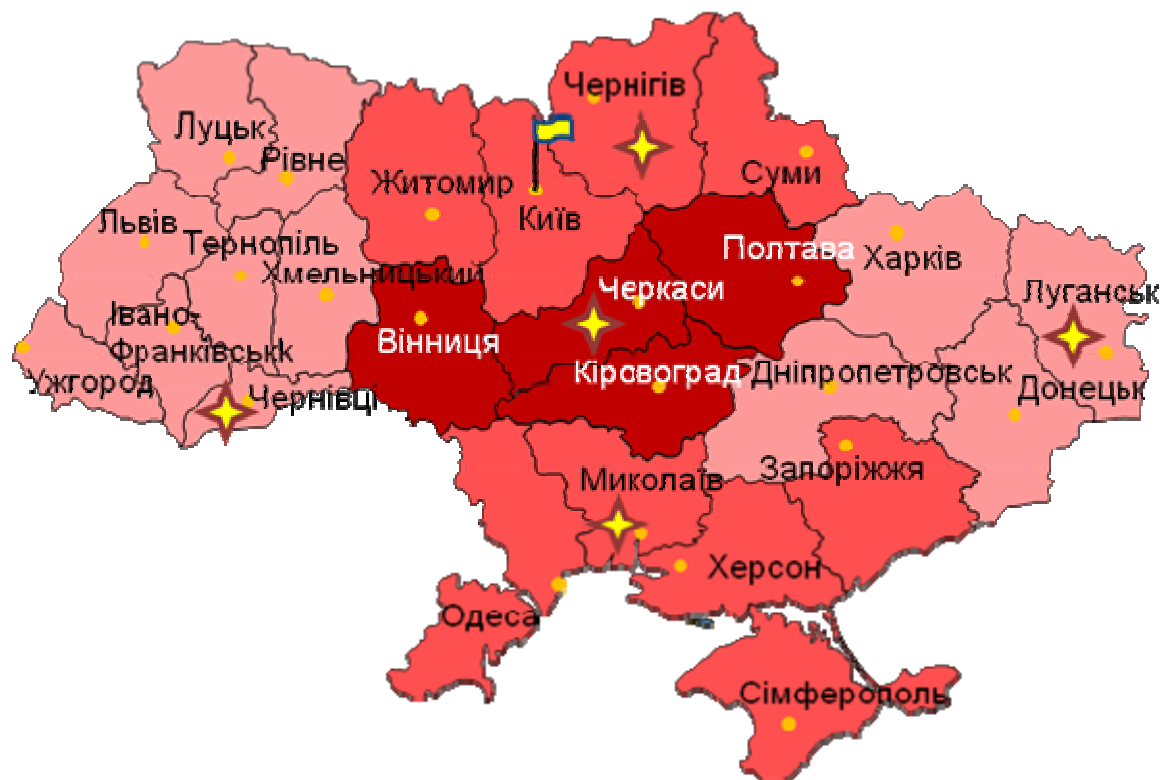 Чернігів
Луцьк
Рівне
Житомир
Суми
Київ
Львів
Тернопіль
Полтава
Харків
Хмельницький
Черкаси
Луганськ
Івано-
Франківськк
Вінниця
Ужгород
Чернівці
Кіровоград
Дніпропетровськ
Донецьк
Запоріжжя
Миколаїв
Херсон
Одеса
Сімферополь